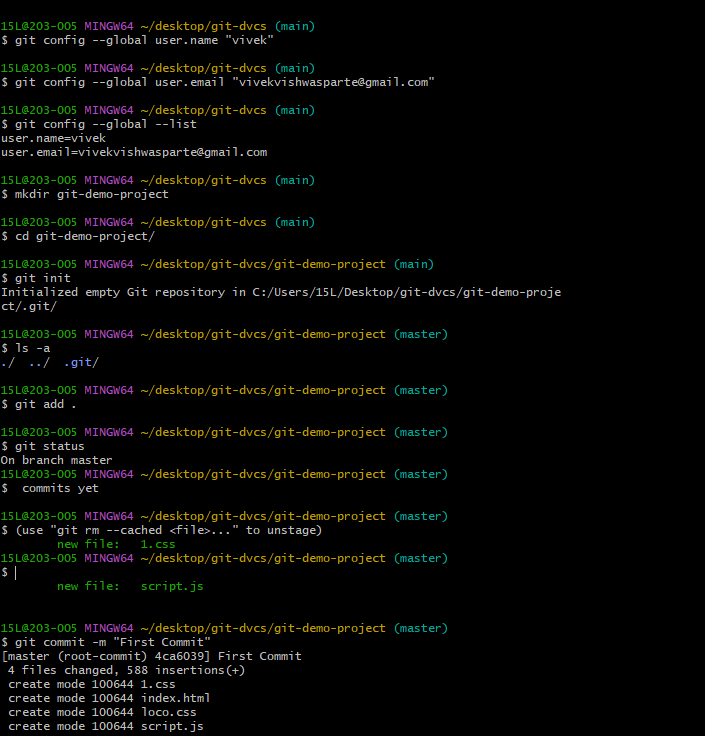 15L@203-005 MINGW64 ~/desktop/git-dvcs (main)
$ git config --global user.name "vivek"
15L@203-005 MINGW64 ~/desktop/git-dvcs (main)
$ git config --global user.email "vivekvishwasparte@gmail.com"
15L@203-005 MINGW64 ~/desktop/git-dvcs (main)
$ git config --global --list
user.name=vivek
user.email=vivekvishwasparte@gmail.com
15L@203-005 MINGW64 ~/desktop/git-dvcs (main)
$ mkdir git-demo-project
15L@203-005 MINGW64 ~/desktop/git-dvcs (main)
$ cd git-demo-project/
15L@203-005 MINGW64 ~/desktop/git-dvcs/git-demo-project (main)
$ git init
Initialized empty Git repository in C:/Users/15L/Desktop/git-dvcs/git-demo-proje
ct/.git/
15L@203-005 MINGW64 ~/desktop/git-dvcs/git-demo-project (master)
$ ls -a
./  ../  .git/
15L@203-005 MINGW64 ~/desktop/git-dvcs/git-demo-project (master)
$ git add .
15L@203-005 MINGW64 ~/desktop/git-dvcs/git-demo-project (master)
$ git status
On branch master
15L@203-005 MINGW64 ~/desktop/git-dvcs/git-demo-project (master)
$  commits yet
15L@203-005 MINGW64 ~/desktop/git-dvcs/git-demo-project (master)
$ (use "git rm --cached <file>..." to unstage)
        new file:   1.css
15L@203-005 MINGW64 ~/desktop/git-dvcs/git-demo-project (master)
$
        new file:   script.js
15L@203-005 MINGW64 ~/desktop/git-dvcs/git-demo-project (master)
$ git commit -m "First Commit"
[master (root-commit) 4ca6039] First Commit
 4 files changed, 588 insertions(+)
 create mode 100644 1.css
 create mode 100644 index.html
 create mode 100644 loco.css
 create mode 100644 script.js